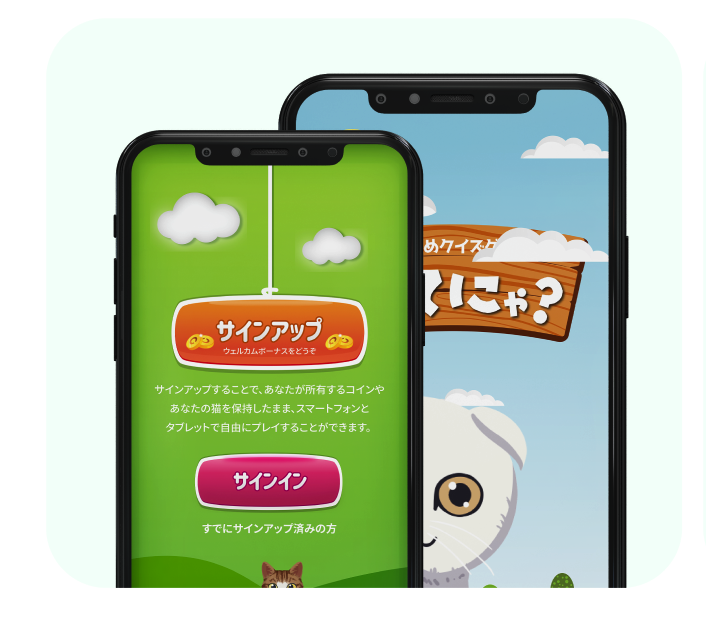 サインアップ
ウェルカムボーナスをどうぞ
サインアップすることで、あなたが所有するコインや
あなたの猫を保持したまま、スマートフォンと
タブレットで自由にプレイすることができます。
サインイン
すでにサインアップ済みの方
めクイズ
にゃ?